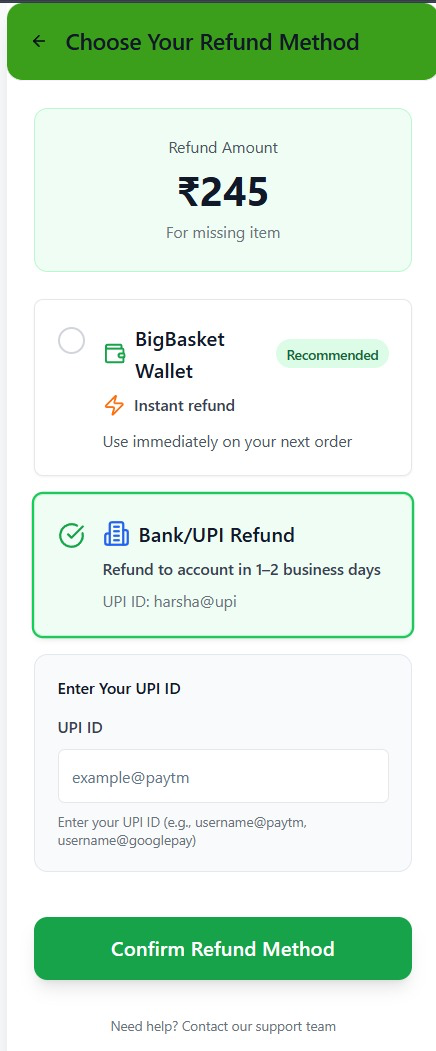 Choose Your Refund Method
Refund Amount
₹245
For missing item
BigBasket
Wallet
Recommended
Instant refund
Use immediately on your next order
Bank/UPI Refund
Refund to account in 1–2 business days
UPI ID: harsha@upi
Enter Your UPI ID
UPI ID
example@paytm
Enter your UPI ID (e.g., username@paytm,
username@googlepay)
Confirm Refund Method
Need help? Contact our support team